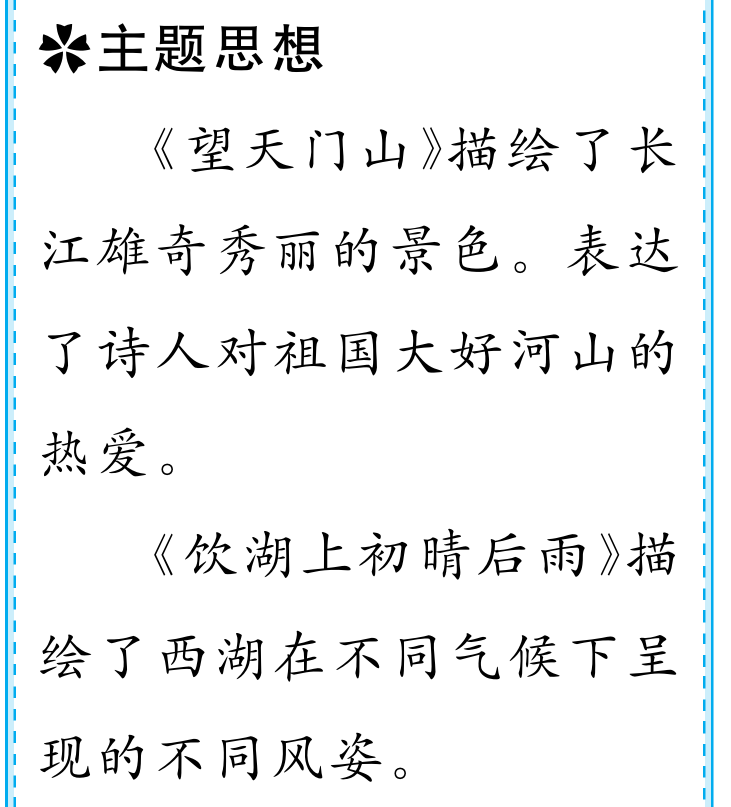 主题思想
《望天门山》描绘了长
江雄奇秀丽的景色。表达
了诗人对祖国大好河山的
热爱。
《饮湖上初晴后雨》描
绘了西湖在不同气候下呈
现的不同风姿。